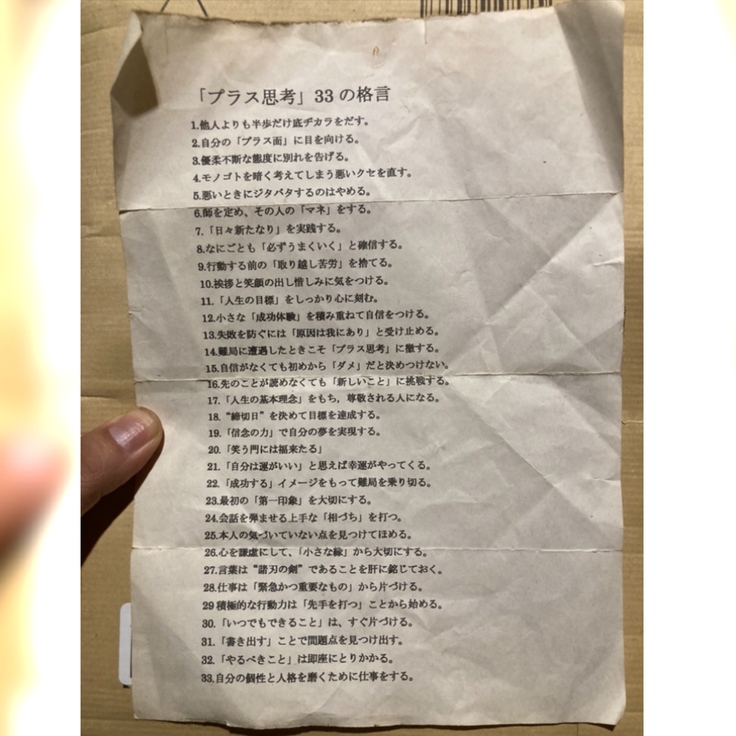 「プラス思考」33の格言
1.他人よりも半歩だけ底ヂカラをだす。
2.自分の「プラス面」に目を向ける。
3.優柔不断な態度に別れを告げる。
4.モノゴトを暗く考えてしまう悪いクセを直す。
5.悪いときにジタバタするのはやめる。
6.師を定め、その人の「マネ」をする。
7.「日々新たなり」を実践する。
8.なにごとも「必ずうまくいく」と確信する。
9.行動する前の「取り越し苦労」を捨てる。
10.挨拶と笑顔の出し惜しみに気をつける。
11.「人生の目標」をしっかり心に刻む。
12.小さな「成功体験」を積み重ねて自信をつける。
13.失敗を防ぐには「原因は我にあり」と受け止める。
14.難局に遭遇したときこそ「プラス思考」に徹する。
15.自信がなくても初めから「ダメ」だと決めつけない。
16.先のことが読めなくても「新しいこと」に挑戦する。
17.「人生の基本理念」をもち,尊敬される人になる。
18.“締切日”を決めて目標を達成する。
19.「信念の力」で自分の夢を実現する。
20.「笑う門には福来たる」
21.「自分は運がいい」と思えば幸運がやってくる。
22.「成功する」イメージをもって難局を乗り切る。
23.最初の「第一印象」を大切にする。
24.会話を弾ませる上手な「相づち」を打つ。
25.本人の気づいていない点を見つけてほめる。
26.心を謙虚にして、「小さな縁」から大切にする。
27.言葉は“諸刃の剣”であることを肝に銘じておく。
28.仕事は「緊急かつ重要なもの」から片づける。
29積極的な行動力は「先手を打つ」ことから始める。
30.「いつでもできること」は、すぐ片づける。
31.「書き出す」ことで問題点を見つけ出す。
32.「やるべきこと」は即座にとりかかる。
33.自分の個性と人格を磨くために仕事をする。